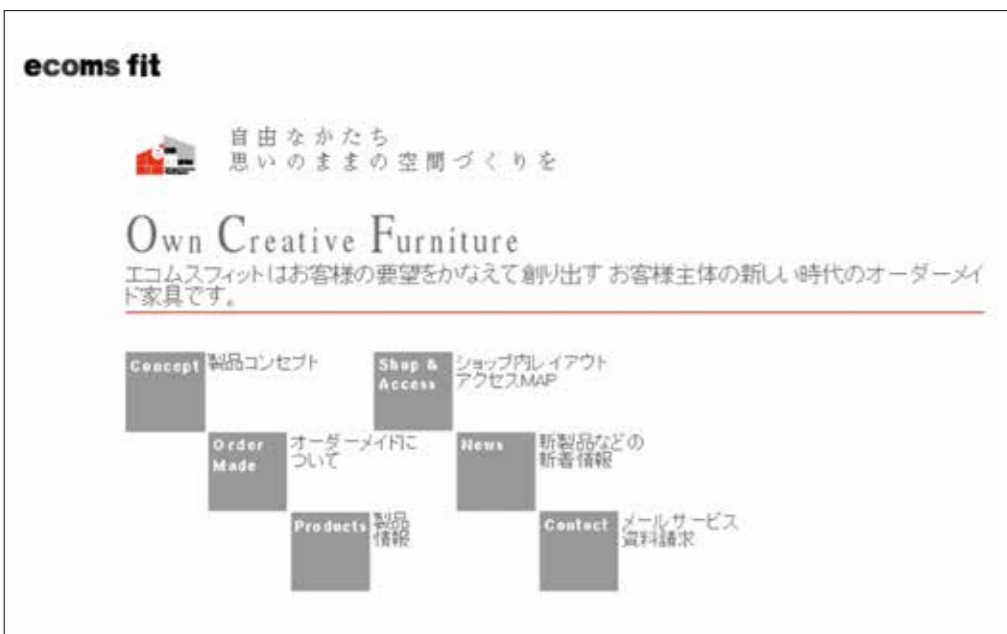 ecoms fit
自由なかたち
思いのままの空間づくりを
Own Creative Furniture
エコムスフィットはお客様の要望をかなえて創り出す お客様主体の新しい時代のオーダーメイ
ド家具です。
Concept
製品コンセプト
Shop &
Access
ショップ内レイアウト
アクセスMAP
Order
Made
オーダーメイドに
ついて
News
新製品などの
新着情報
Products
製品
情報
Contact
メールサービス
資料請求